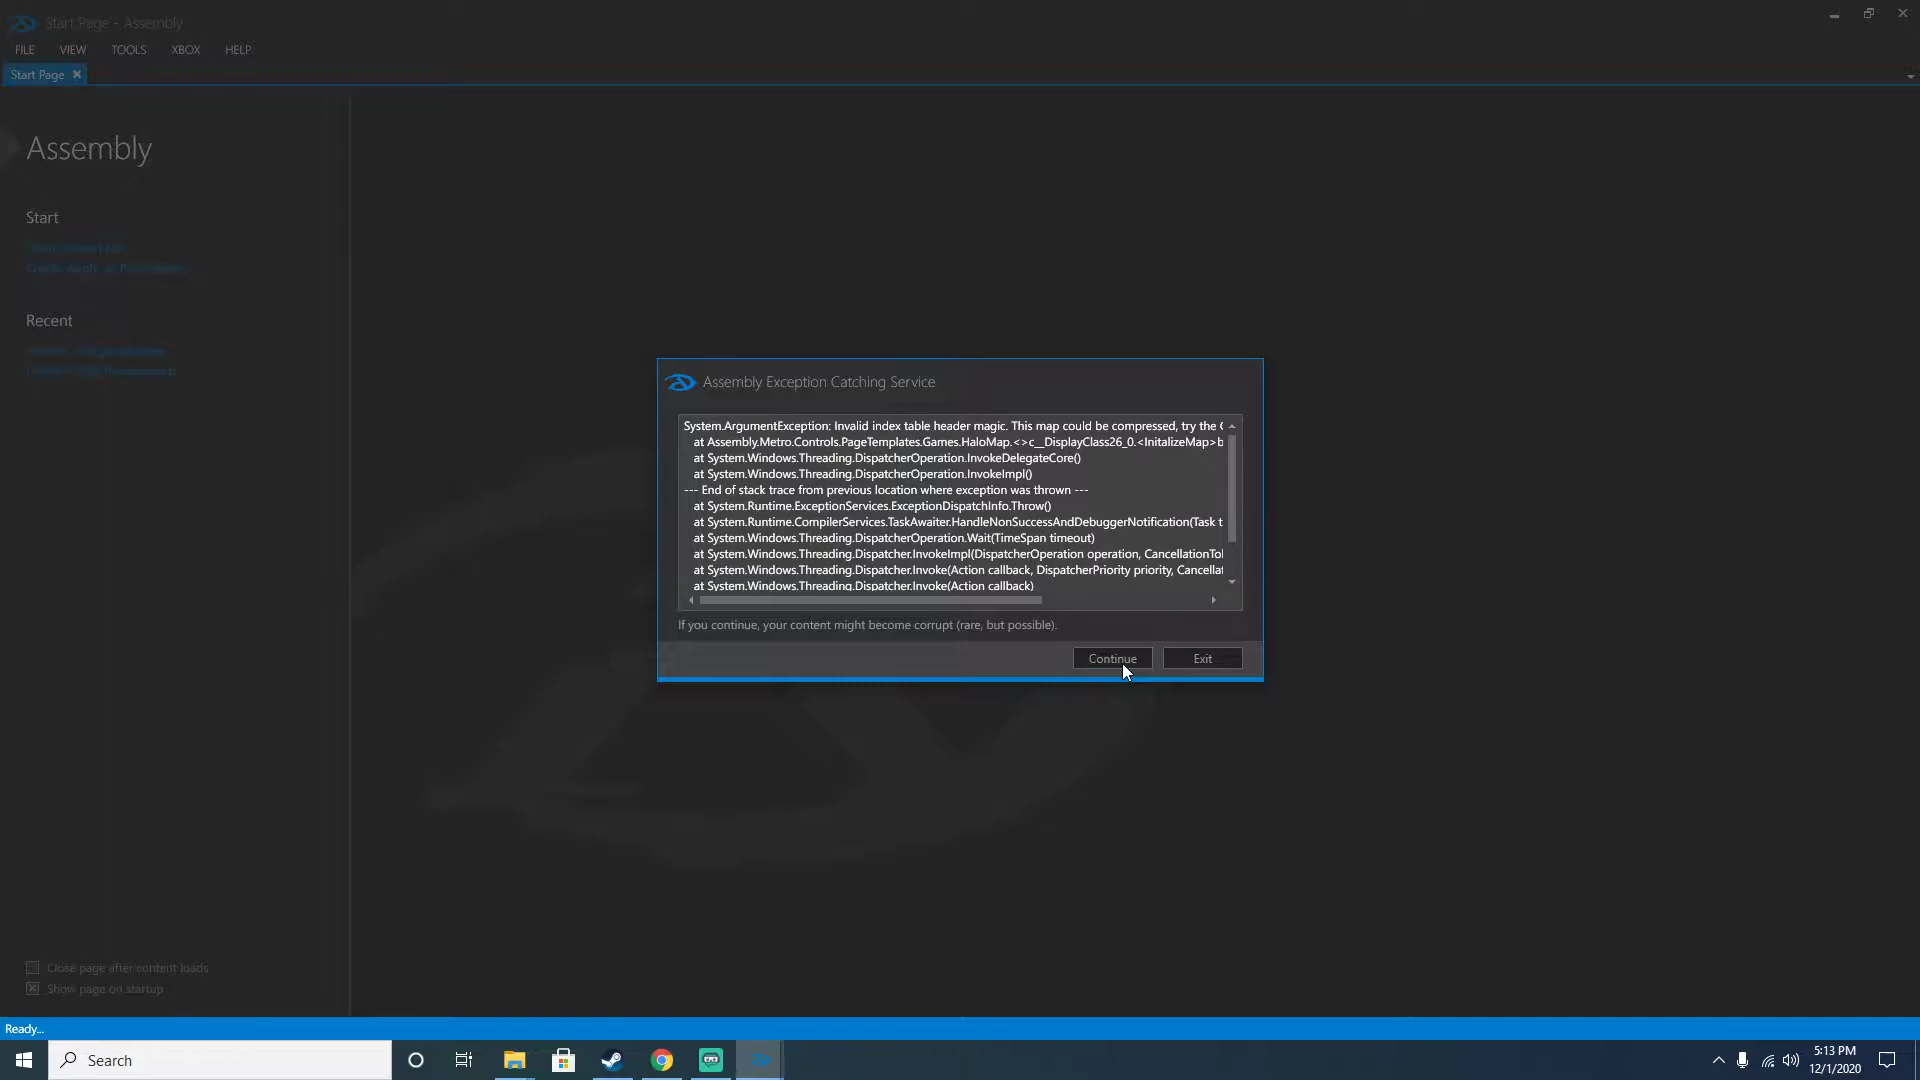 Start Page - Assembly
FILE VIEW TOOLS XBOX HELP
Start Page
Assembly
Start
Recent
Assembly Exception Catching Service
System.ArgumentException: Invalid index table header magic. This map could be compressed, try the
at Assembly.Metro.Controls.PageTemplates.Games.HaloMap.<>c__DisplayClass26_0.<InitalizeMap>b
at System.Windows.Threading.DispatcherOperation.InvokeDelegateCore()
at System.Windows.Threading.DispatcherOperation.InvokeImpl()
--- End of stack trace from previous location where exception was thrown ---
at System.Runtime.ExceptionServices.ExceptionDispatchInfo.Throw()
at System.Runtime.CompilerServices.TaskAwaiter.HandleNonSuccessAndDebuggerNotification(Task t
at System.Windows.Threading.DispatcherOperation.Wait(TimeSpan timeout)
at System.Windows.Threading.Dispatcher.InvokeImpl(DispatcherOperation operation, CancellationTo
at System.Windows.Threading.Dispatcher.Invoke(Action callback, DispatcherPriority priority, Cancella
at System.Windows.Threading.Dispatcher.Invoke(Action callback)
If you continue, your content might become corrupt (rare, but possible).
Continue Exit
Close page after content loads
Show page on startup
Ready...
Search
5:13 PM
12/1/2020